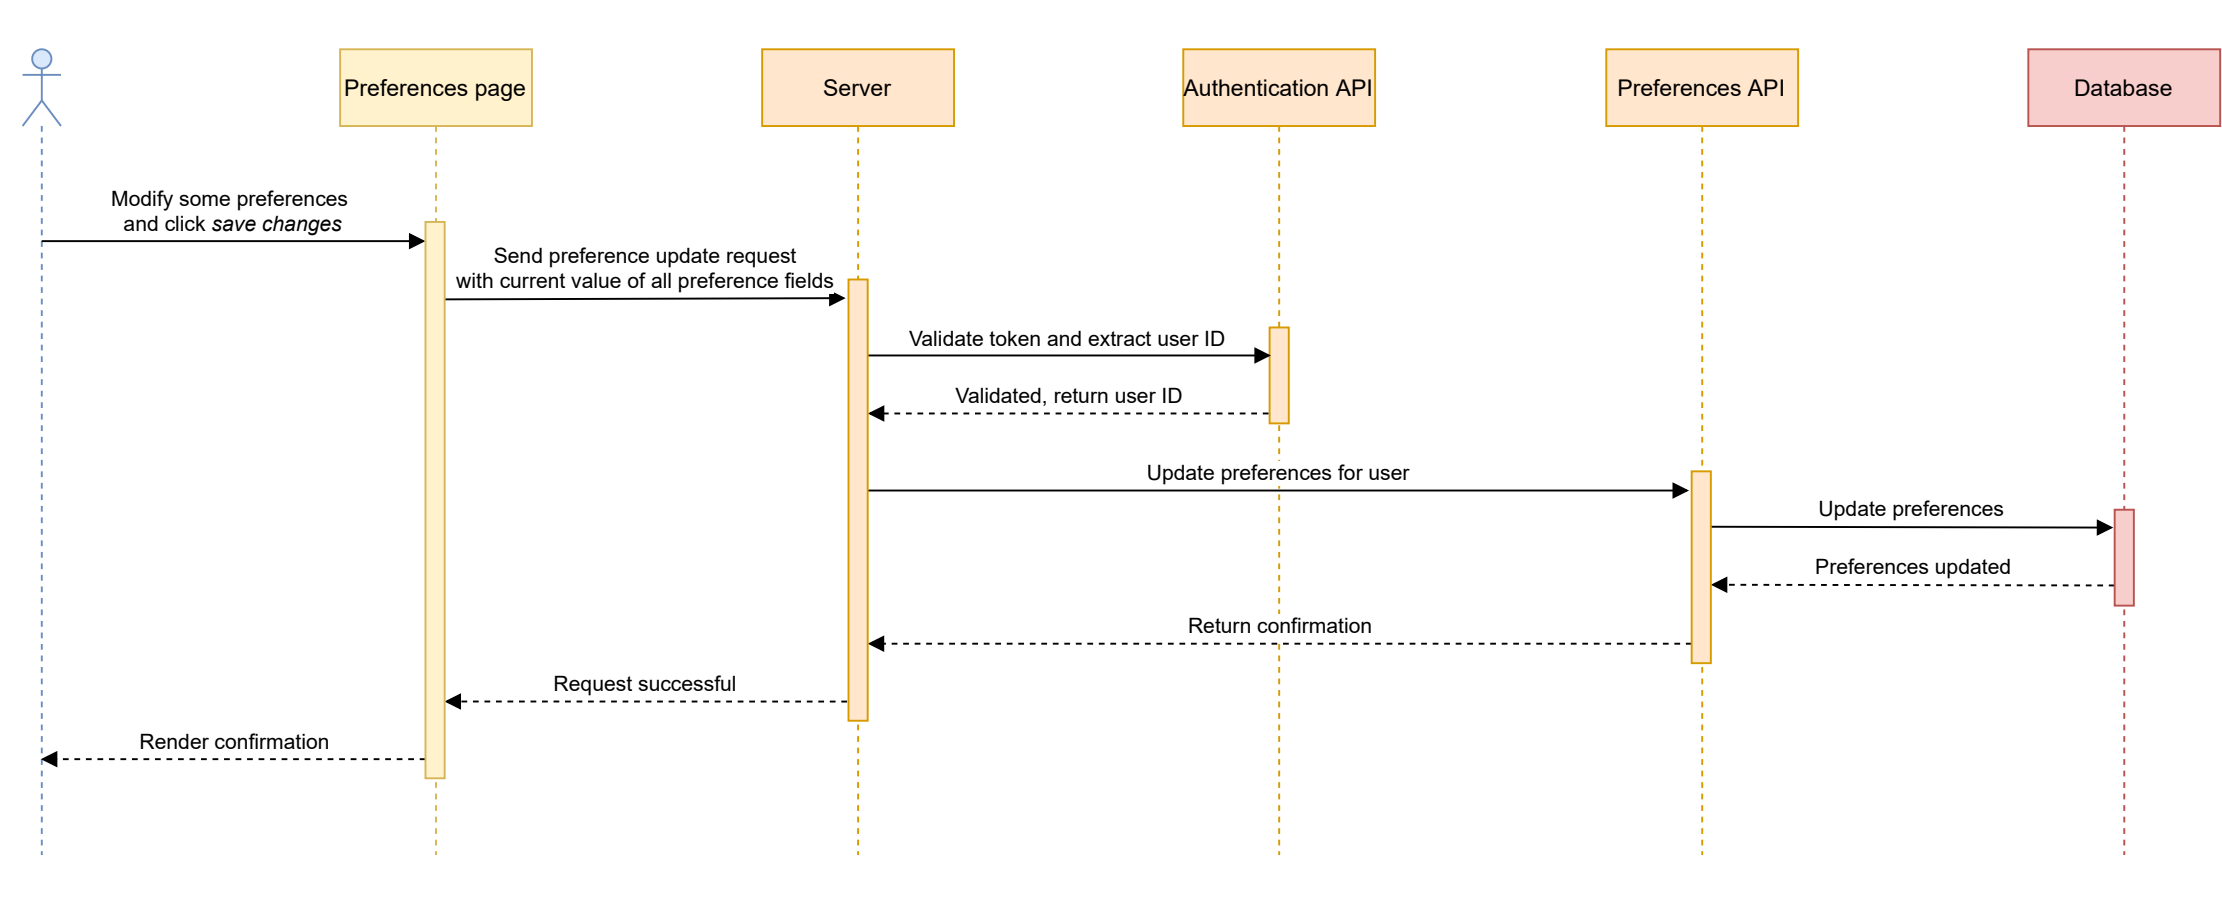 Preferences page
Server
Authentication API
Preferences API
Database
Modify some preferences
and click save changes
Send preference update request
with current value of all preference fields
Validate token and extract user ID
Validated, return user ID
Update preferences for user
Update preferences
Preferences updated
Return confirmation
Request successful
Render confirmation